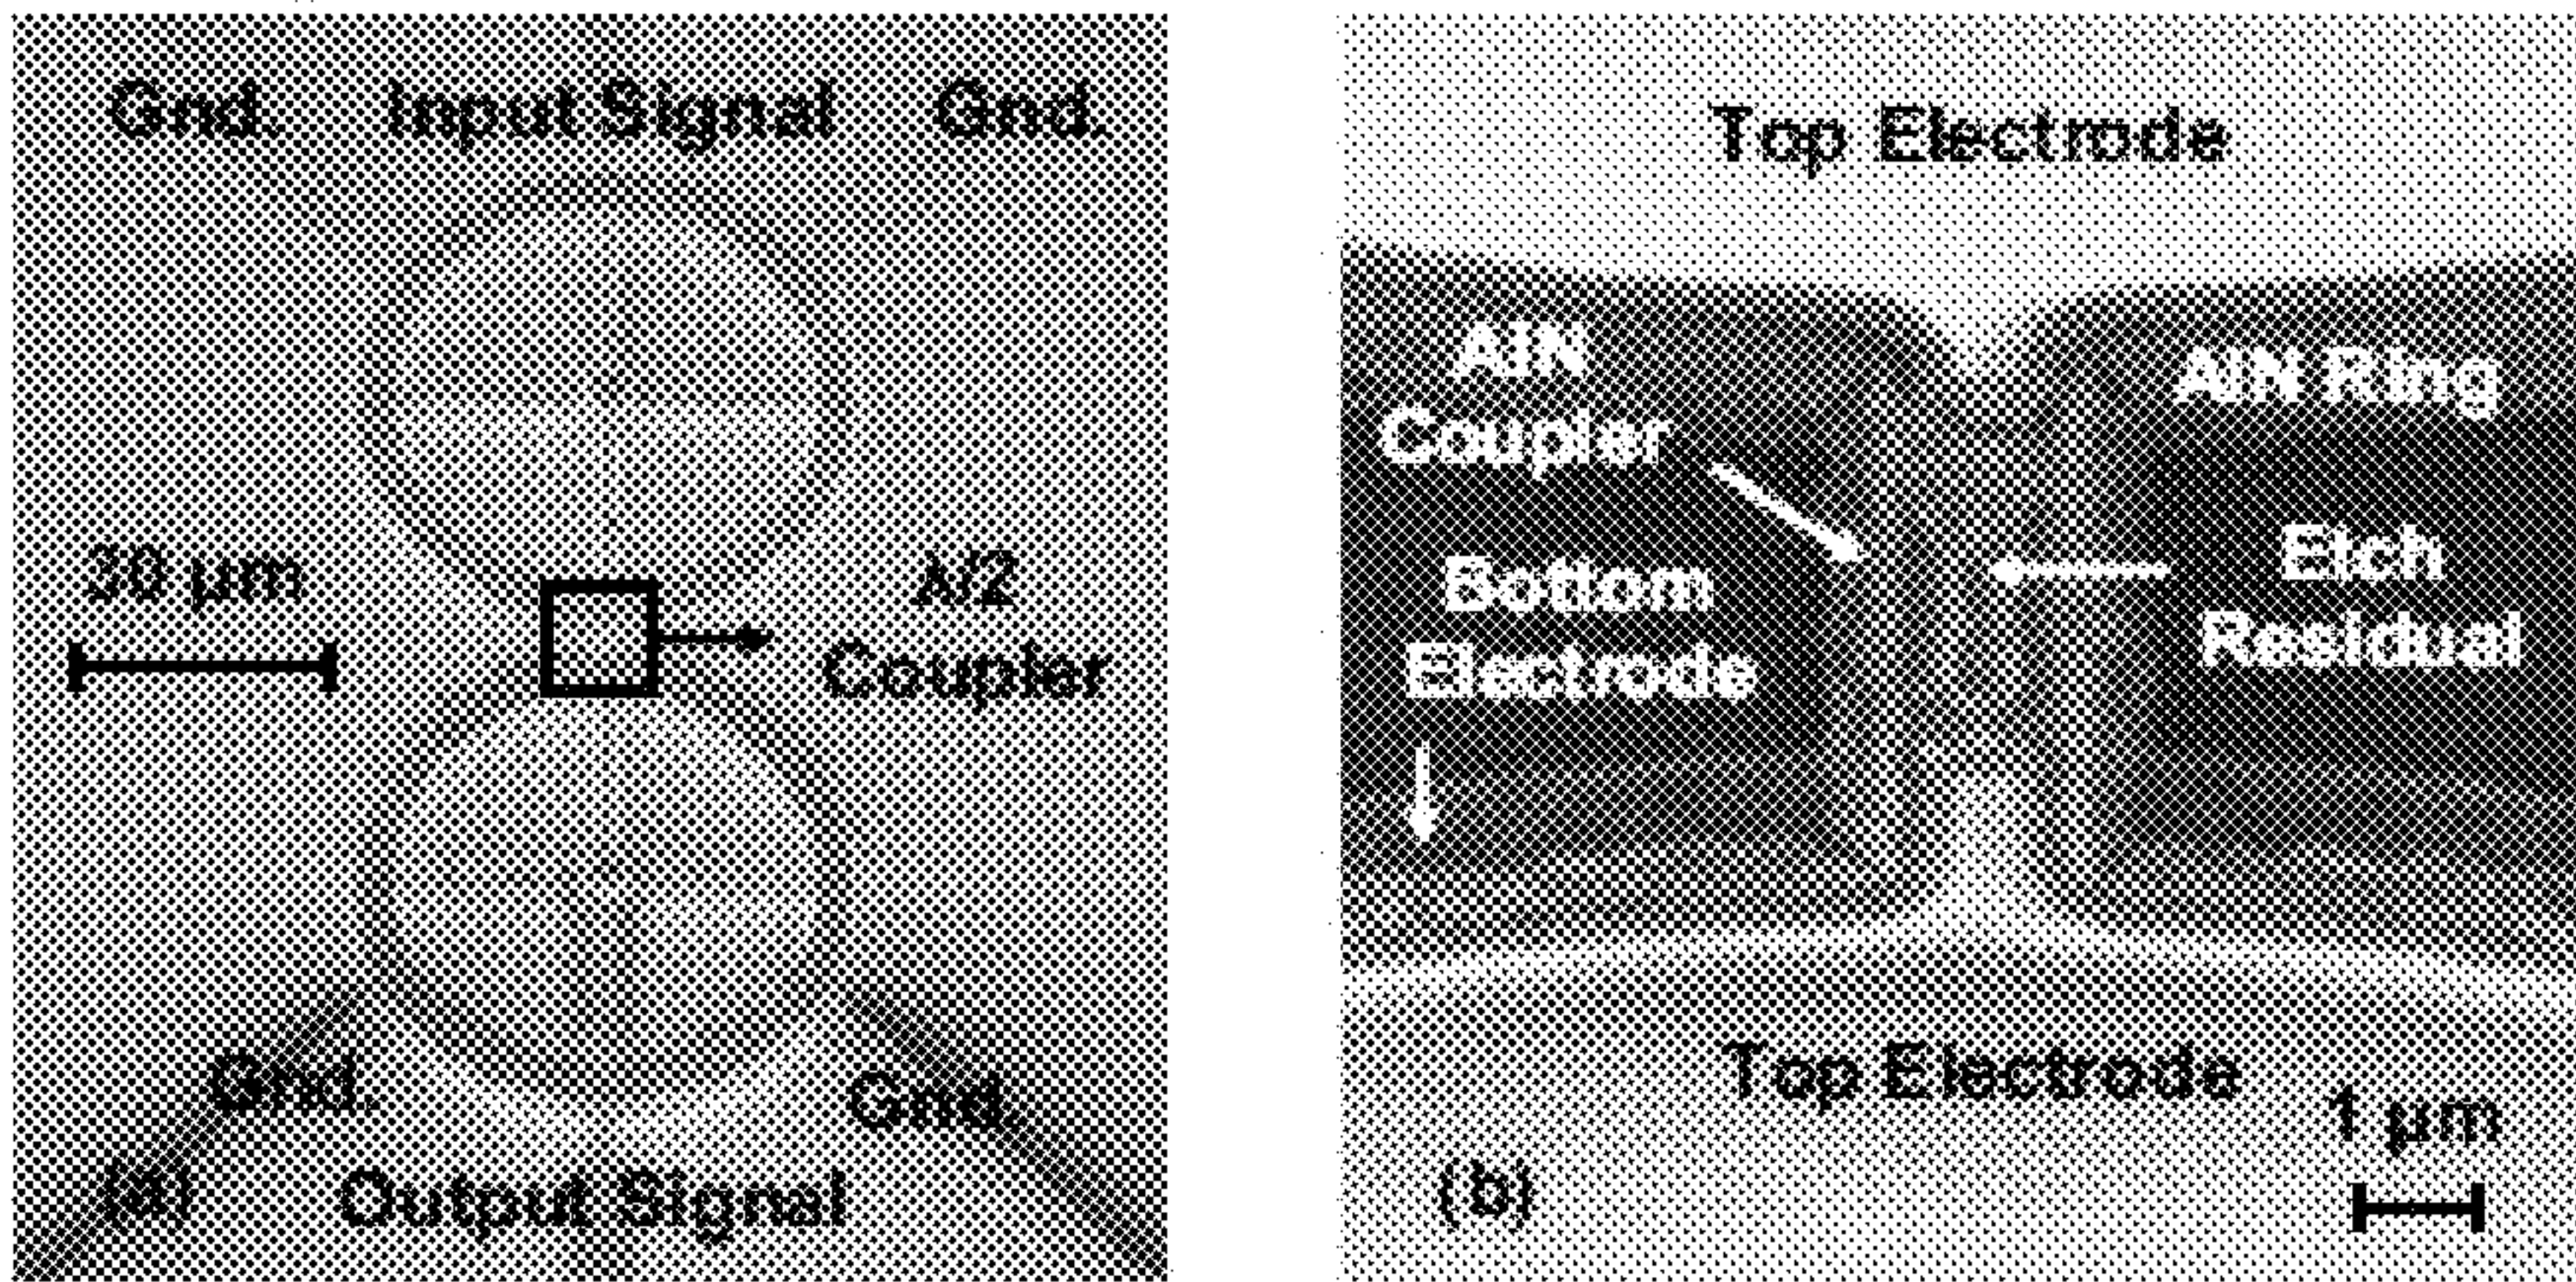 Gnd. Input Signal Gnd.
µm
λ/2
Coupler
Gnd. Gnd.
(a) Output Signal
Top Electrode
AlN
Coupler
AlN Ring
Bottom
Electrode
Etch
Residual
Top Electrode
1 µm
(b)